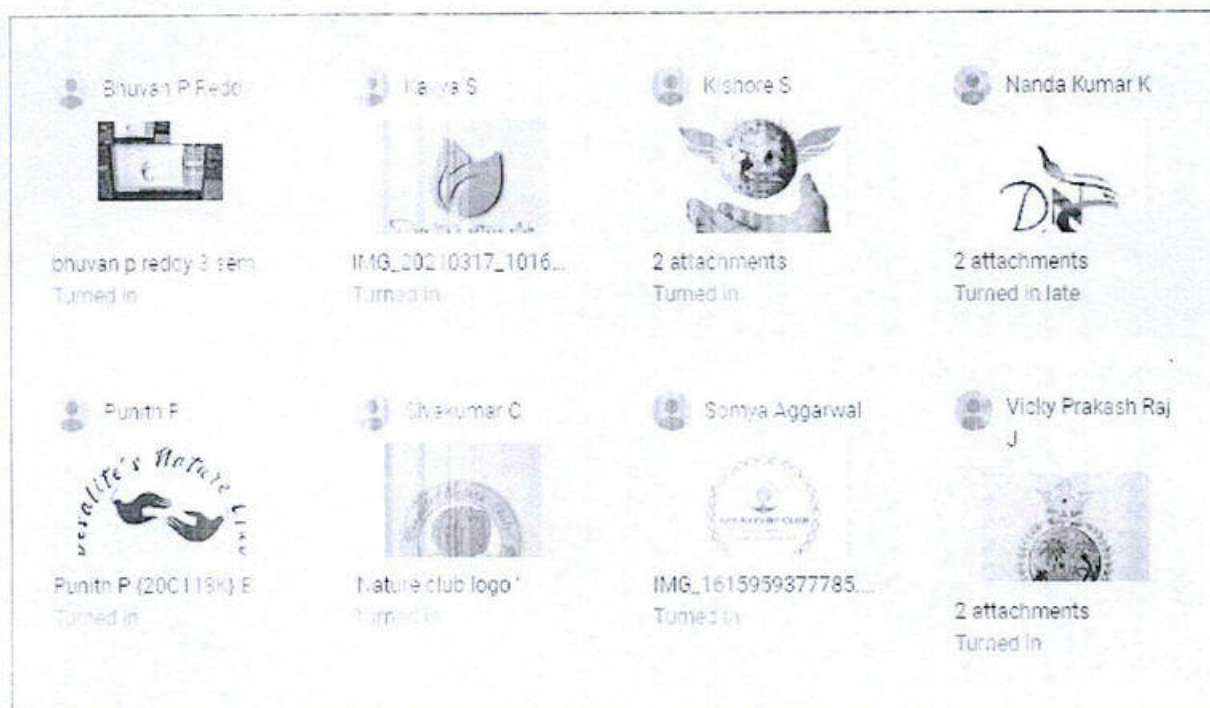 Bhuvan P Redd
Kavya S
Kishore S
Nanda Kumar K
bhuvan p reddy 3 sem
IMG_20210317_1016...
2 attachments
2 attachments
Turned in
Turned in
Turned in
Turned in late
Punith P
Sivakumar C
Somya Aggarwal
Vicky Prakash Raj
J
Nature
Punith P (20C11SK) E
Nature club logo
IMG_1615959377785....
2 attachments
Turned in
Turned in
Turned in
Turned in